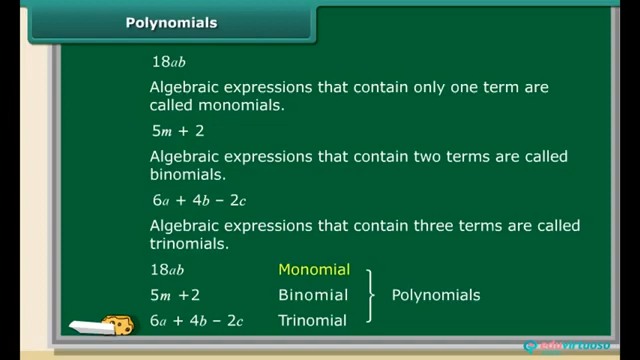 Polynomials
18ab
Algebraic expressions that contain only one term are
called monomials.
5m + 2
Algebraic expressions that contain two terms are called
binomials.
6a + 4b – 2c
Algebraic expressions that contain three terms are called
trinomials.
18ab Monomial
5m +2 Binomial
6a + 4b – 2c Trinomial
Polynomials
eduvirtuoso